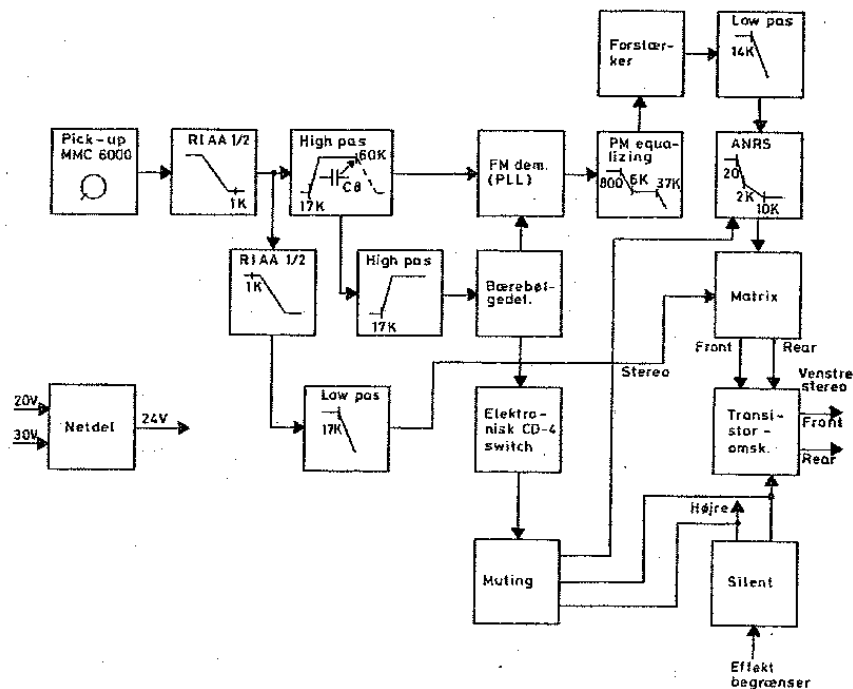 Forstær-
ker
Low pas
14K
Pick-up
MMC 6000
RIAA 1/2
1K
High pas
60K
C8
17K
FM dem.
(PLL)
PM equa-
lizing
800
6K
37K
ANRS
20
2K
10K
RIAA 1/2
1K
High pas
17K
Bærebøl-
gedet.
Matrix
Stereo
Front
Rear
20V
30V
Netdel
24V
Low pas
17K
Elektro-
nisk CD-4
switch
Transi-
stor-
omsk.
Venstre
stereo
Front
Rear
Muting
Højre
Silent
Effekt
begrænser